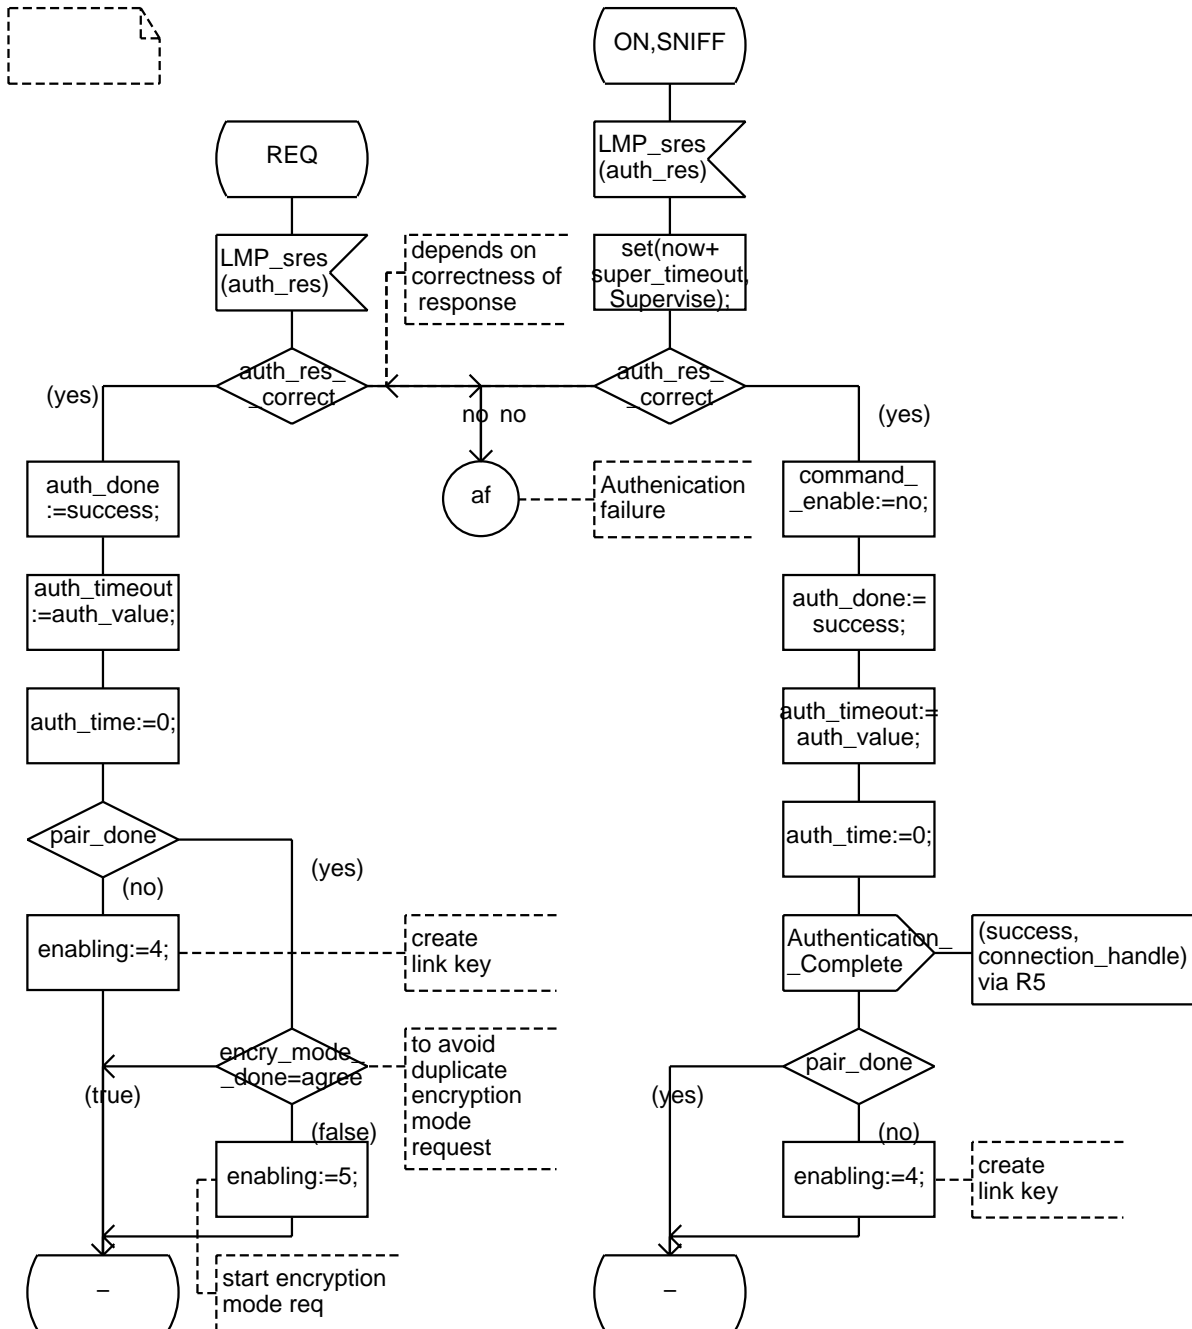 ON,SNIFF
REQ
LMP_sres
(auth_res)
LMP_sres
(auth_res)
depends on
correctness of
response
set(now+
super_timeout,
Supervise);
auth_res_
_correct
auth_res_
_correct
(yes)
no
no
(yes)
auth_done
:=success;
af
Authenication
failure
command_
_enable:=no;
auth_timeout
:=auth_value;
auth_done:=
success;
auth_time:=0;
auth_timeout:=
auth_value;
pair_done
(yes)
(no)
auth_time:=0;
enabling:=4;
create
link key
Authentication_
_Complete
(success,
connection_handle)
via R5
encry_mode_
_done=agree
to avoid
duplicate
encryption
mode
request
(true)
(false)
pair_done
(yes)
(no)
enabling:=5;
enabling:=4;
create
link key
start encryption
mode req
–
–